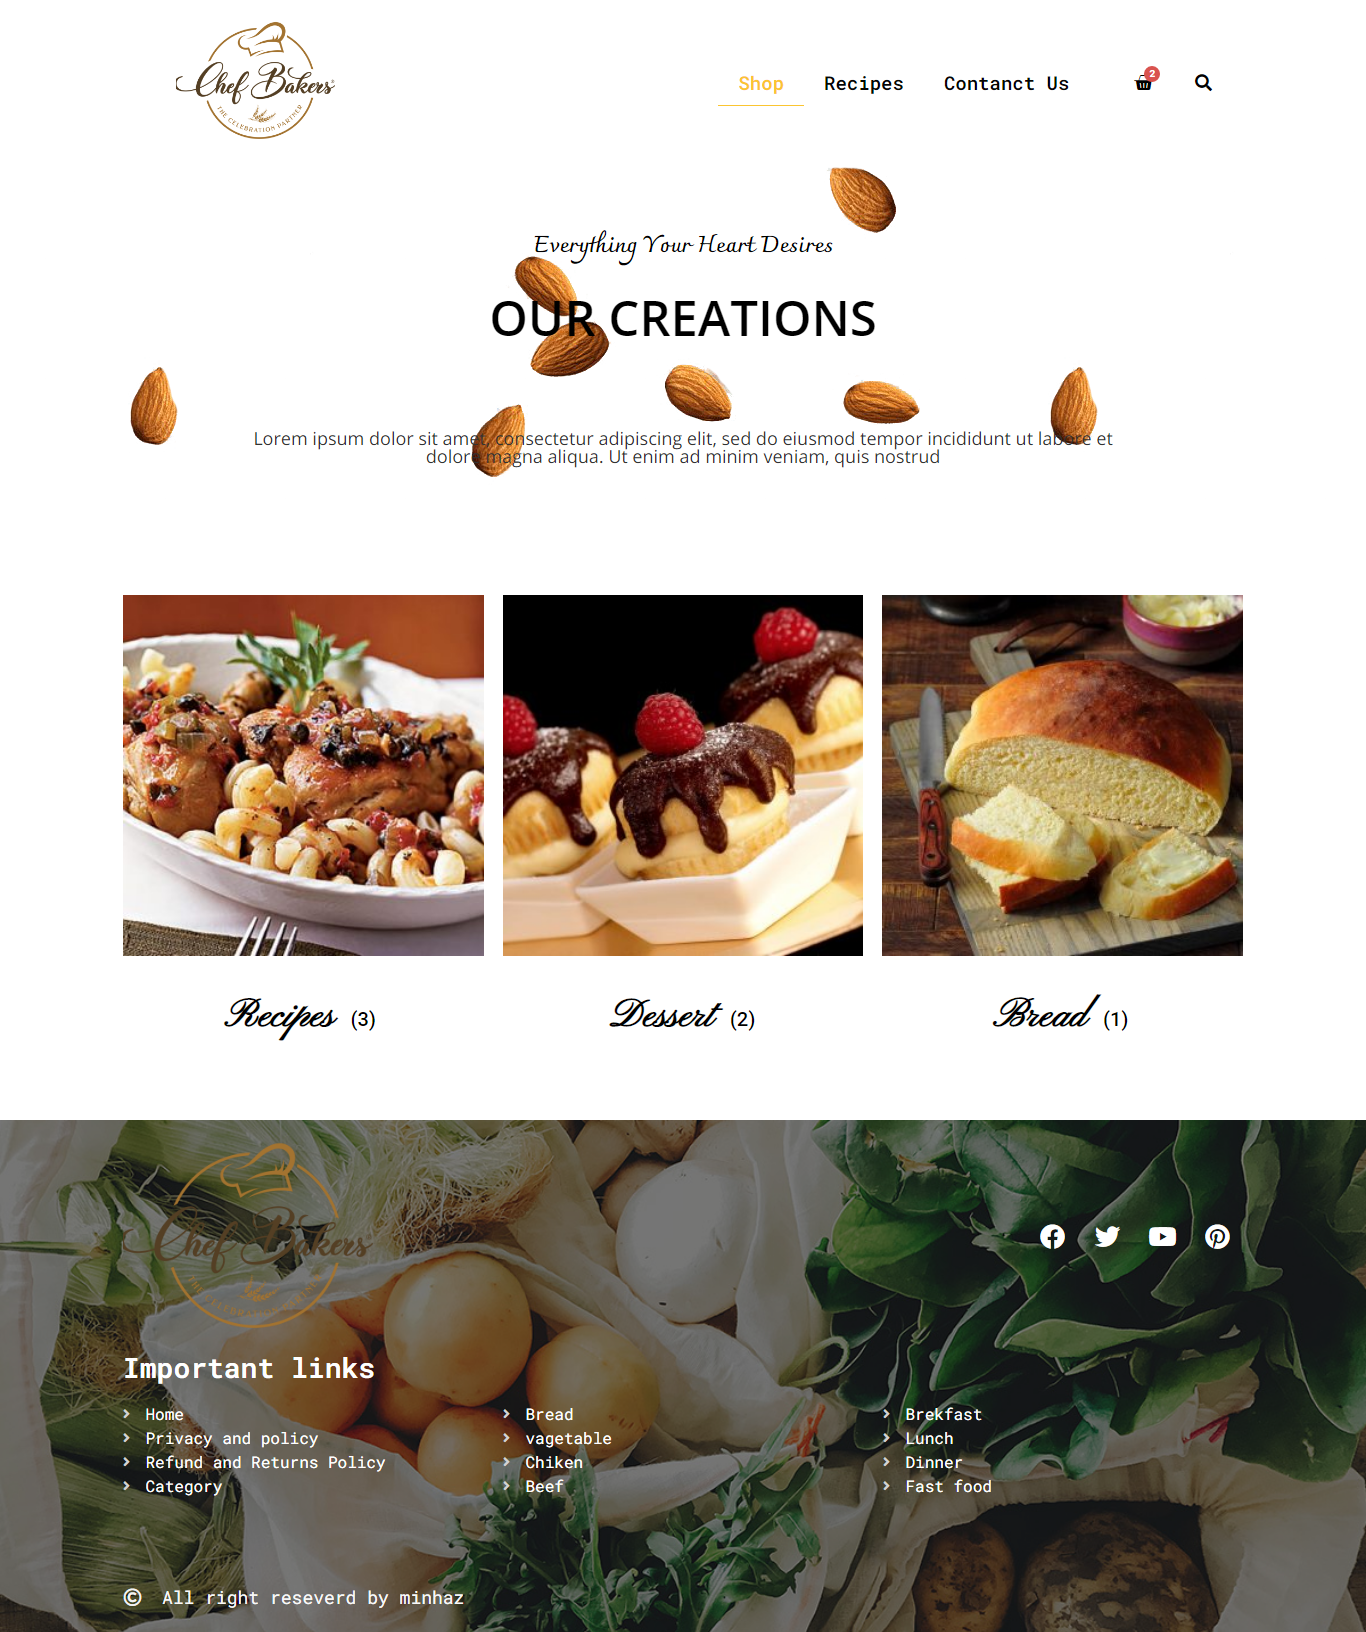 Chef Bakers
THE CELEBRATION PARTNER
Shop Recipes Contanct Us 2
Everything Your Heart Desires
OUR CREATIONS
Lorem ipsum dolor sit amet, consectetur adipiscing elit, sed do eiusmod tempor incididunt ut labore et
dolore magna aliqua. Ut enim ad minim veniam, quis nostrud
Recipes (3)
Dessert (2)
Bread (1)
Chef Bakers
THE CELEBRATION PARTNER
Important links
Home
Privacy and policy
Refund and Returns Policy
Category
Bread
vagetable
Chiken
Beef
Brekfast
Lunch
Dinner
Fast food
© All right reseverd by minhaz